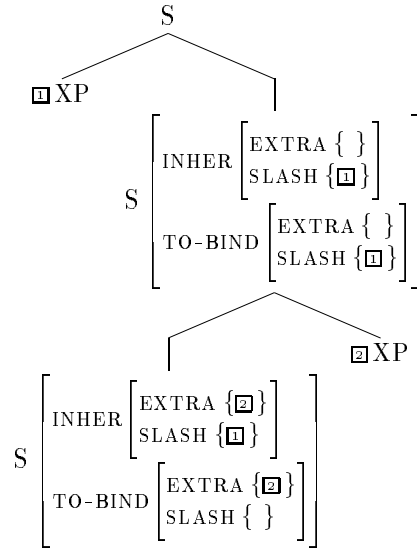 S
1 XP
S
INHER
EXTRA { }
SLASH {1}
TO-BIND
EXTRA { }
SLASH {1}
2 XP
S
INHER
EXTRA {2}
SLASH {1}
TO-BIND
EXTRA {2}
SLASH { }